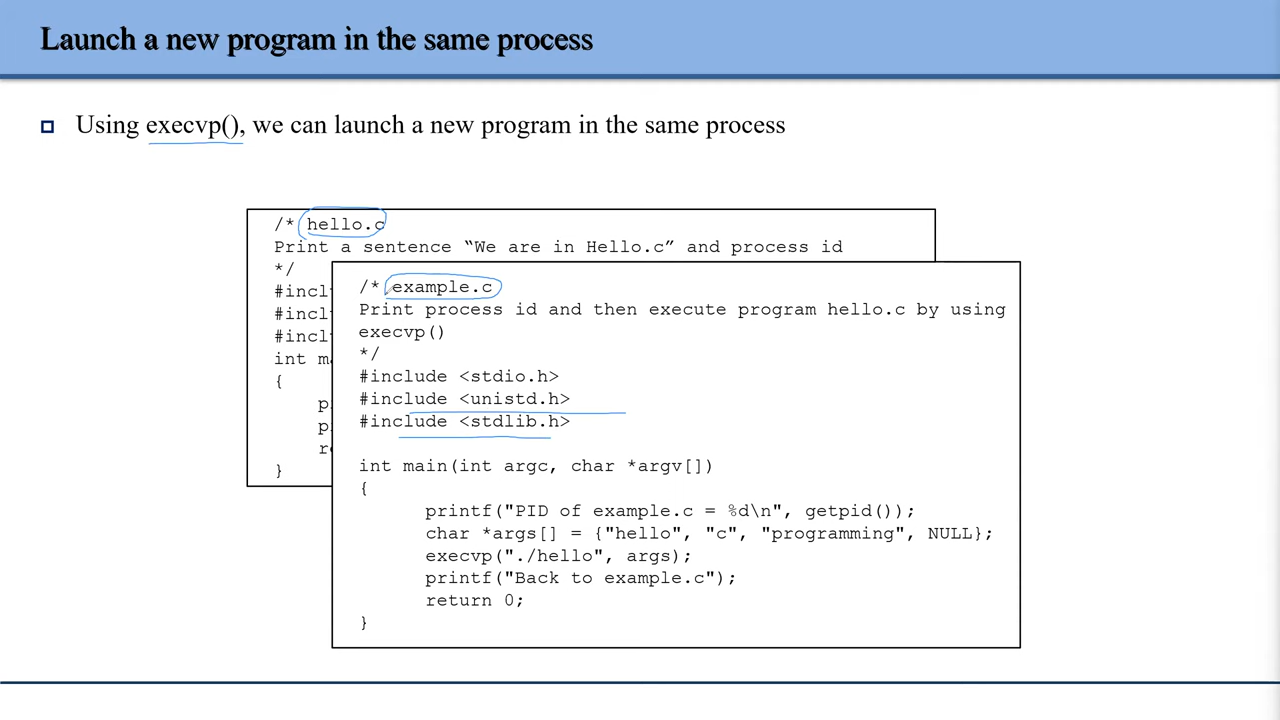 Launch a new program in the same process
Using execvp(), we can launch a new program in the same process
/* hello.c
Print a sentence “We are in Hello.c” and process id
*/
#incl
#incl
#incl
int m
{
p
p
r
}
/* example.c
Print process id and then execute program hello.c by using
execvp()
*/
#include <stdio.h>
#include <unistd.h>
#include <stdlib.h>
int main(int argc, char *argv[])
{
printf("PID of example.c = %d\n", getpid());
char *args[] = {"hello", "c", "programming", NULL};
execvp("./hello", args);
printf("Back to example.c");
return 0;
}